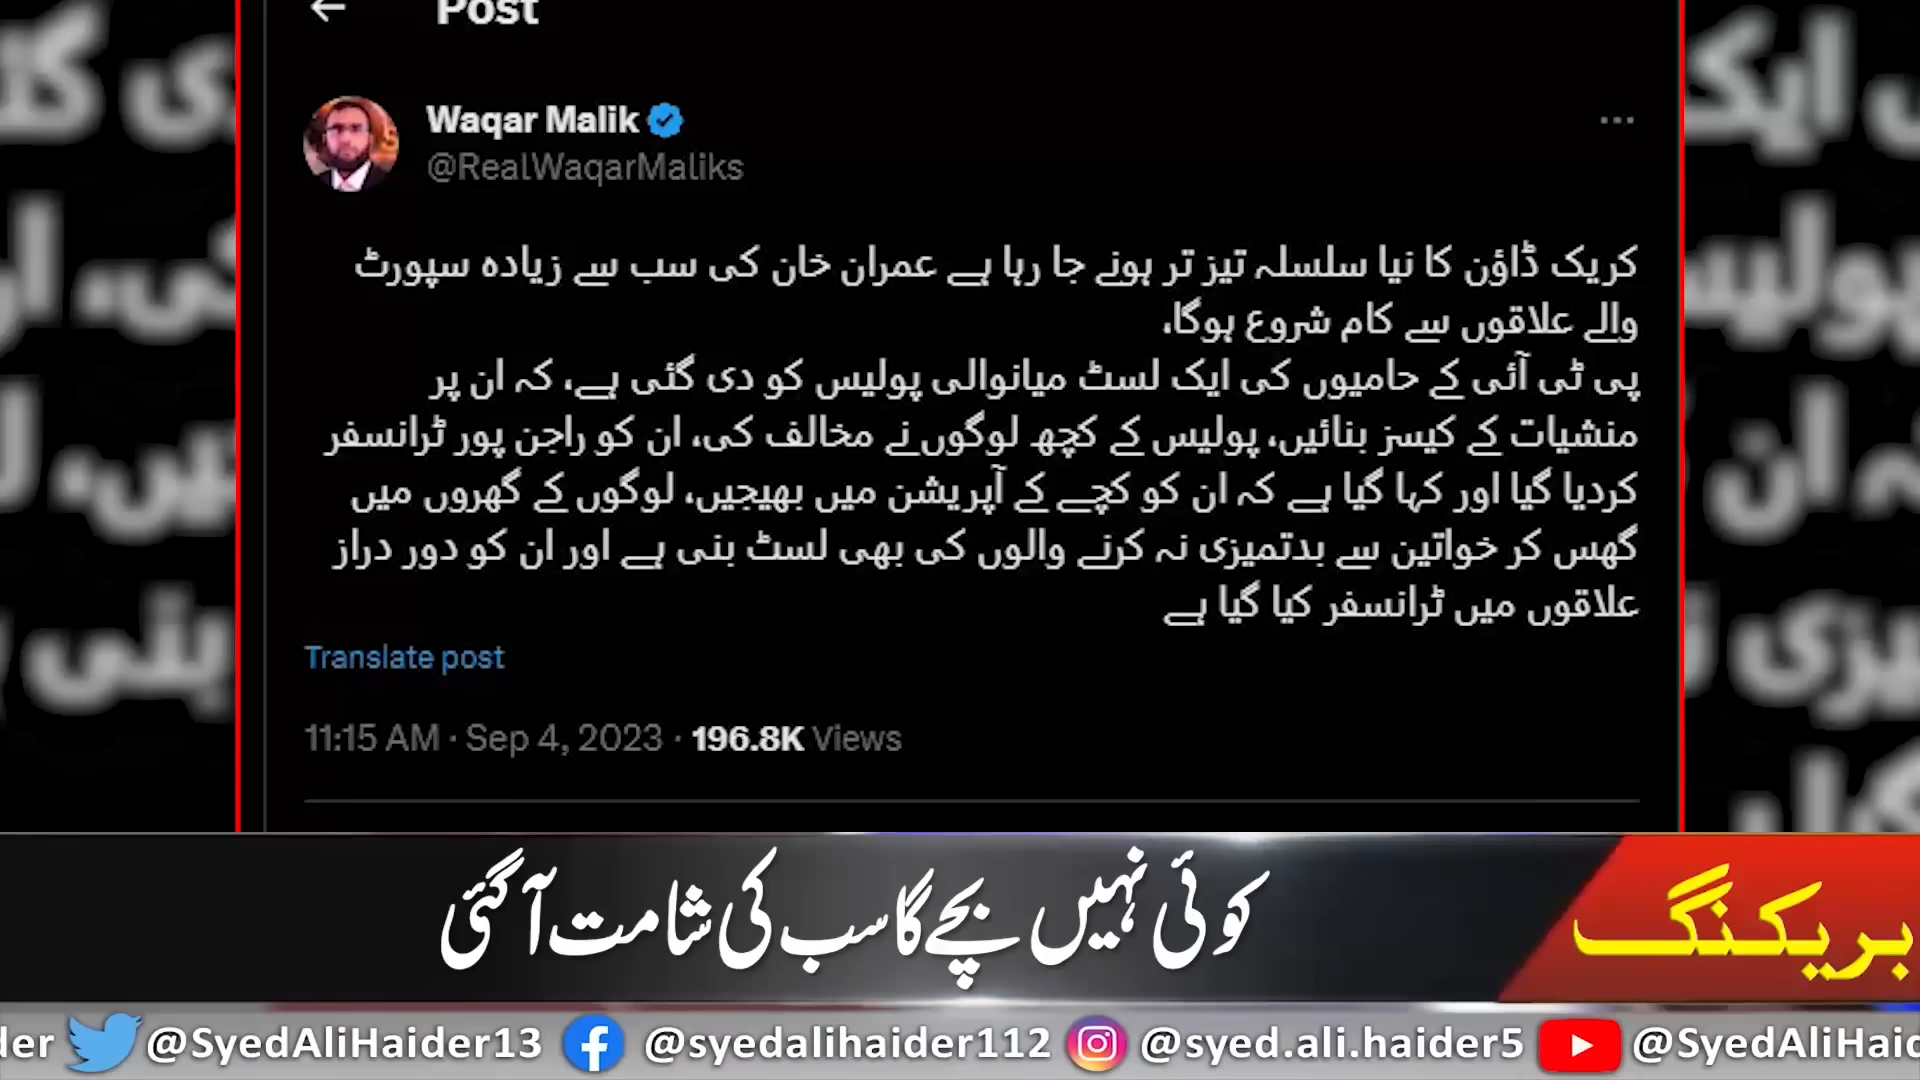 Post
Waqar Malik
@RealWaqarMaliks
کریک ڈاؤن کا نیا سلسلہ تیز تر ہونے جا رہا ہے عمران خان کی سب سے زیادہ سپورٹ
والے علاقوں سے کام شروع ہوگا،
پی ٹی آئی کے حامیوں کی ایک لسٹ میانوالی پولیس کو دی گئی ہے، کہ ان پر
منشیات کے کیسز بنائیں، پولیس کے کچھ لوگوں نے مخالف کی، ان کو راجن پور ٹرانسفر
کردیا گیا اور کہا گیا ہے کہ ان کو کچے کے آپریشن میں بھیجیں، لوگوں کے گھروں میں
گھس کر خواتین سے بدتمیزی نہ کرنے والوں کی بھی لسٹ بنی ہے اور ان کو دور دراز
علاقوں میں ٹرانسفر کیا گیا ہے
Translate post
11:15 AM · Sep 4, 2023 · 196.8K Views
بریکنگ
کوئی نہیں بچے گا سب کی شامت آ گئی
der @SyedAliHaider13 @syedalihaider112 @syed.ali.haider5 @SyedAliHaid